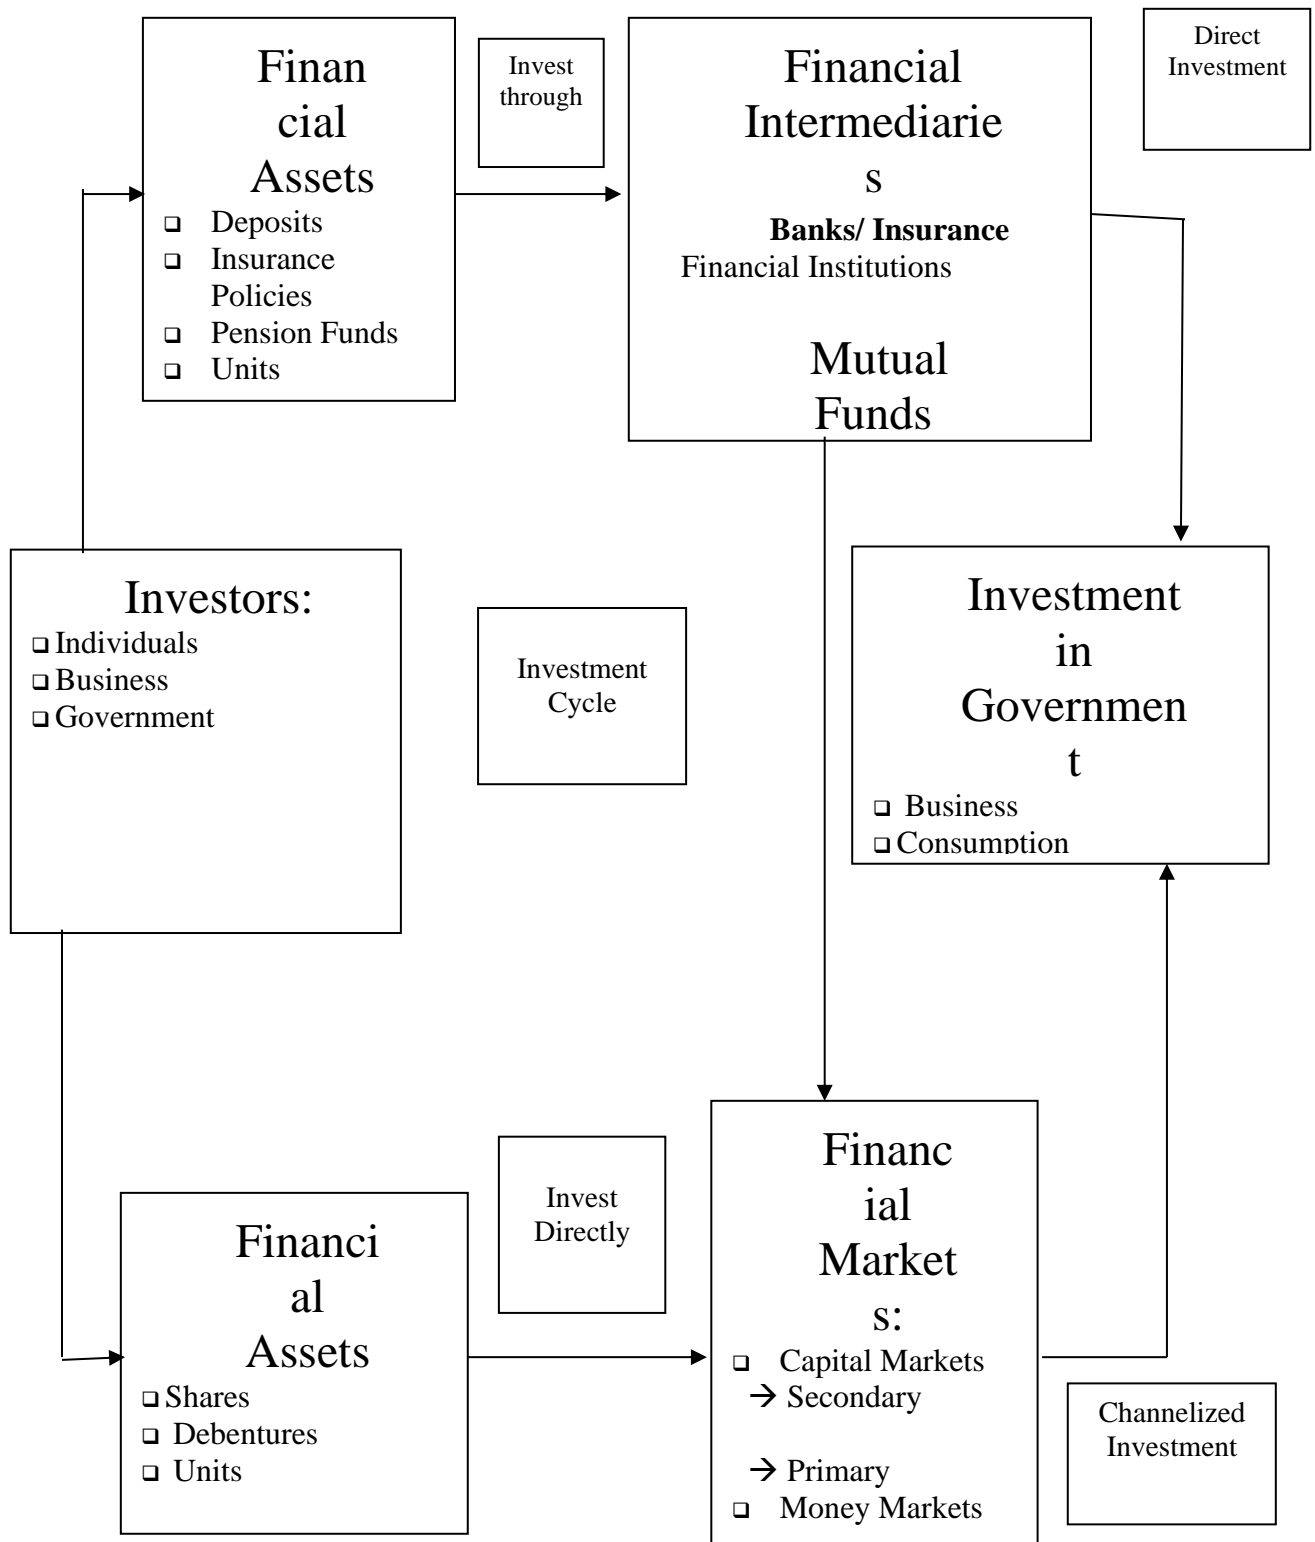 Finan
cial
Assets
❑ Deposits
❑ Insurance
Policies
❑ Pension Funds
❑ Units
Invest
through
Financial
Intermediarie
s
Banks/ Insurance
Financial Institutions
Mutual
Funds
Direct
Investment
Investors:
❑ Individuals
❑ Business
❑ Government
Investment
Cycle
Investment
in
Governmen
t
❑ Business
❑ Consumption
Financi
al
Assets
❑ Shares
❑ Debentures
❑ Units
Invest
Directly
Financ
ial
Market
s:
❑ Capital Markets
→ Secondary
→ Primary
❑ Money Markets
Channelized
Investment